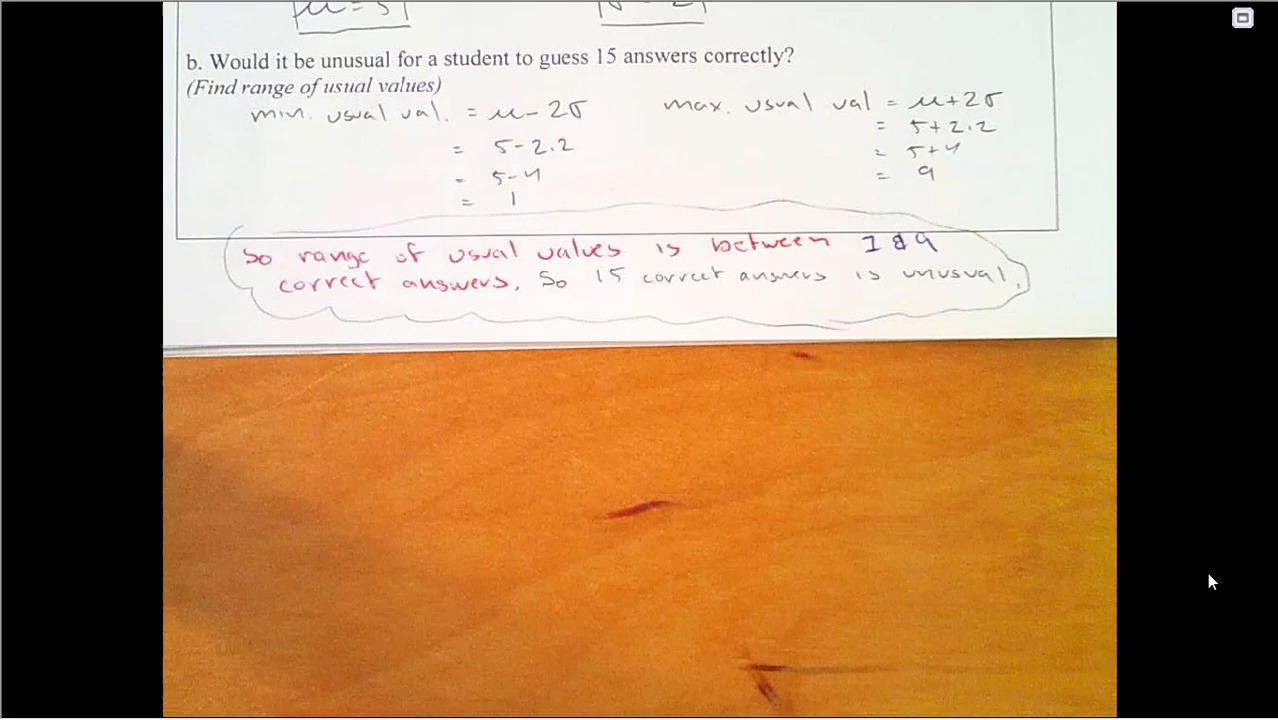 μ = 5
b. Would it be unusual for a student to guess 15 answers correctly?
(Find range of usual values)
min. usual val. = μ - 2σ
= 5 - 2.2
= 5 - 4
= 1
max. usual val = μ + 2σ
= 5 + 2.2
= 5 + 4
= 9
So range of usual values is between 1 & 9
correct answers. So 15 correct answers is unusual.